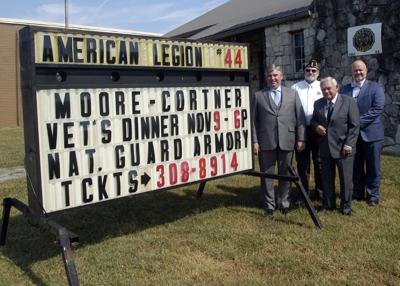 AMERICAN LEGION #44
MOORE-CORTNER
VET'S DINNER NOV 9-6P
NAT. GUARD ARMORY
TCKTS→ 308-8914